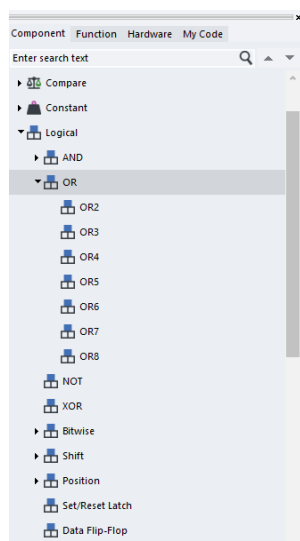 Component Function Hardware My Code
Enter search text
Compare
Constant
Logical
AND
OR
OR2
OR3
OR4
OR5
OR6
OR7
OR8
NOT
XOR
Bitwise
Shift
Position
Set/Reset Latch
Data Flip-Flop